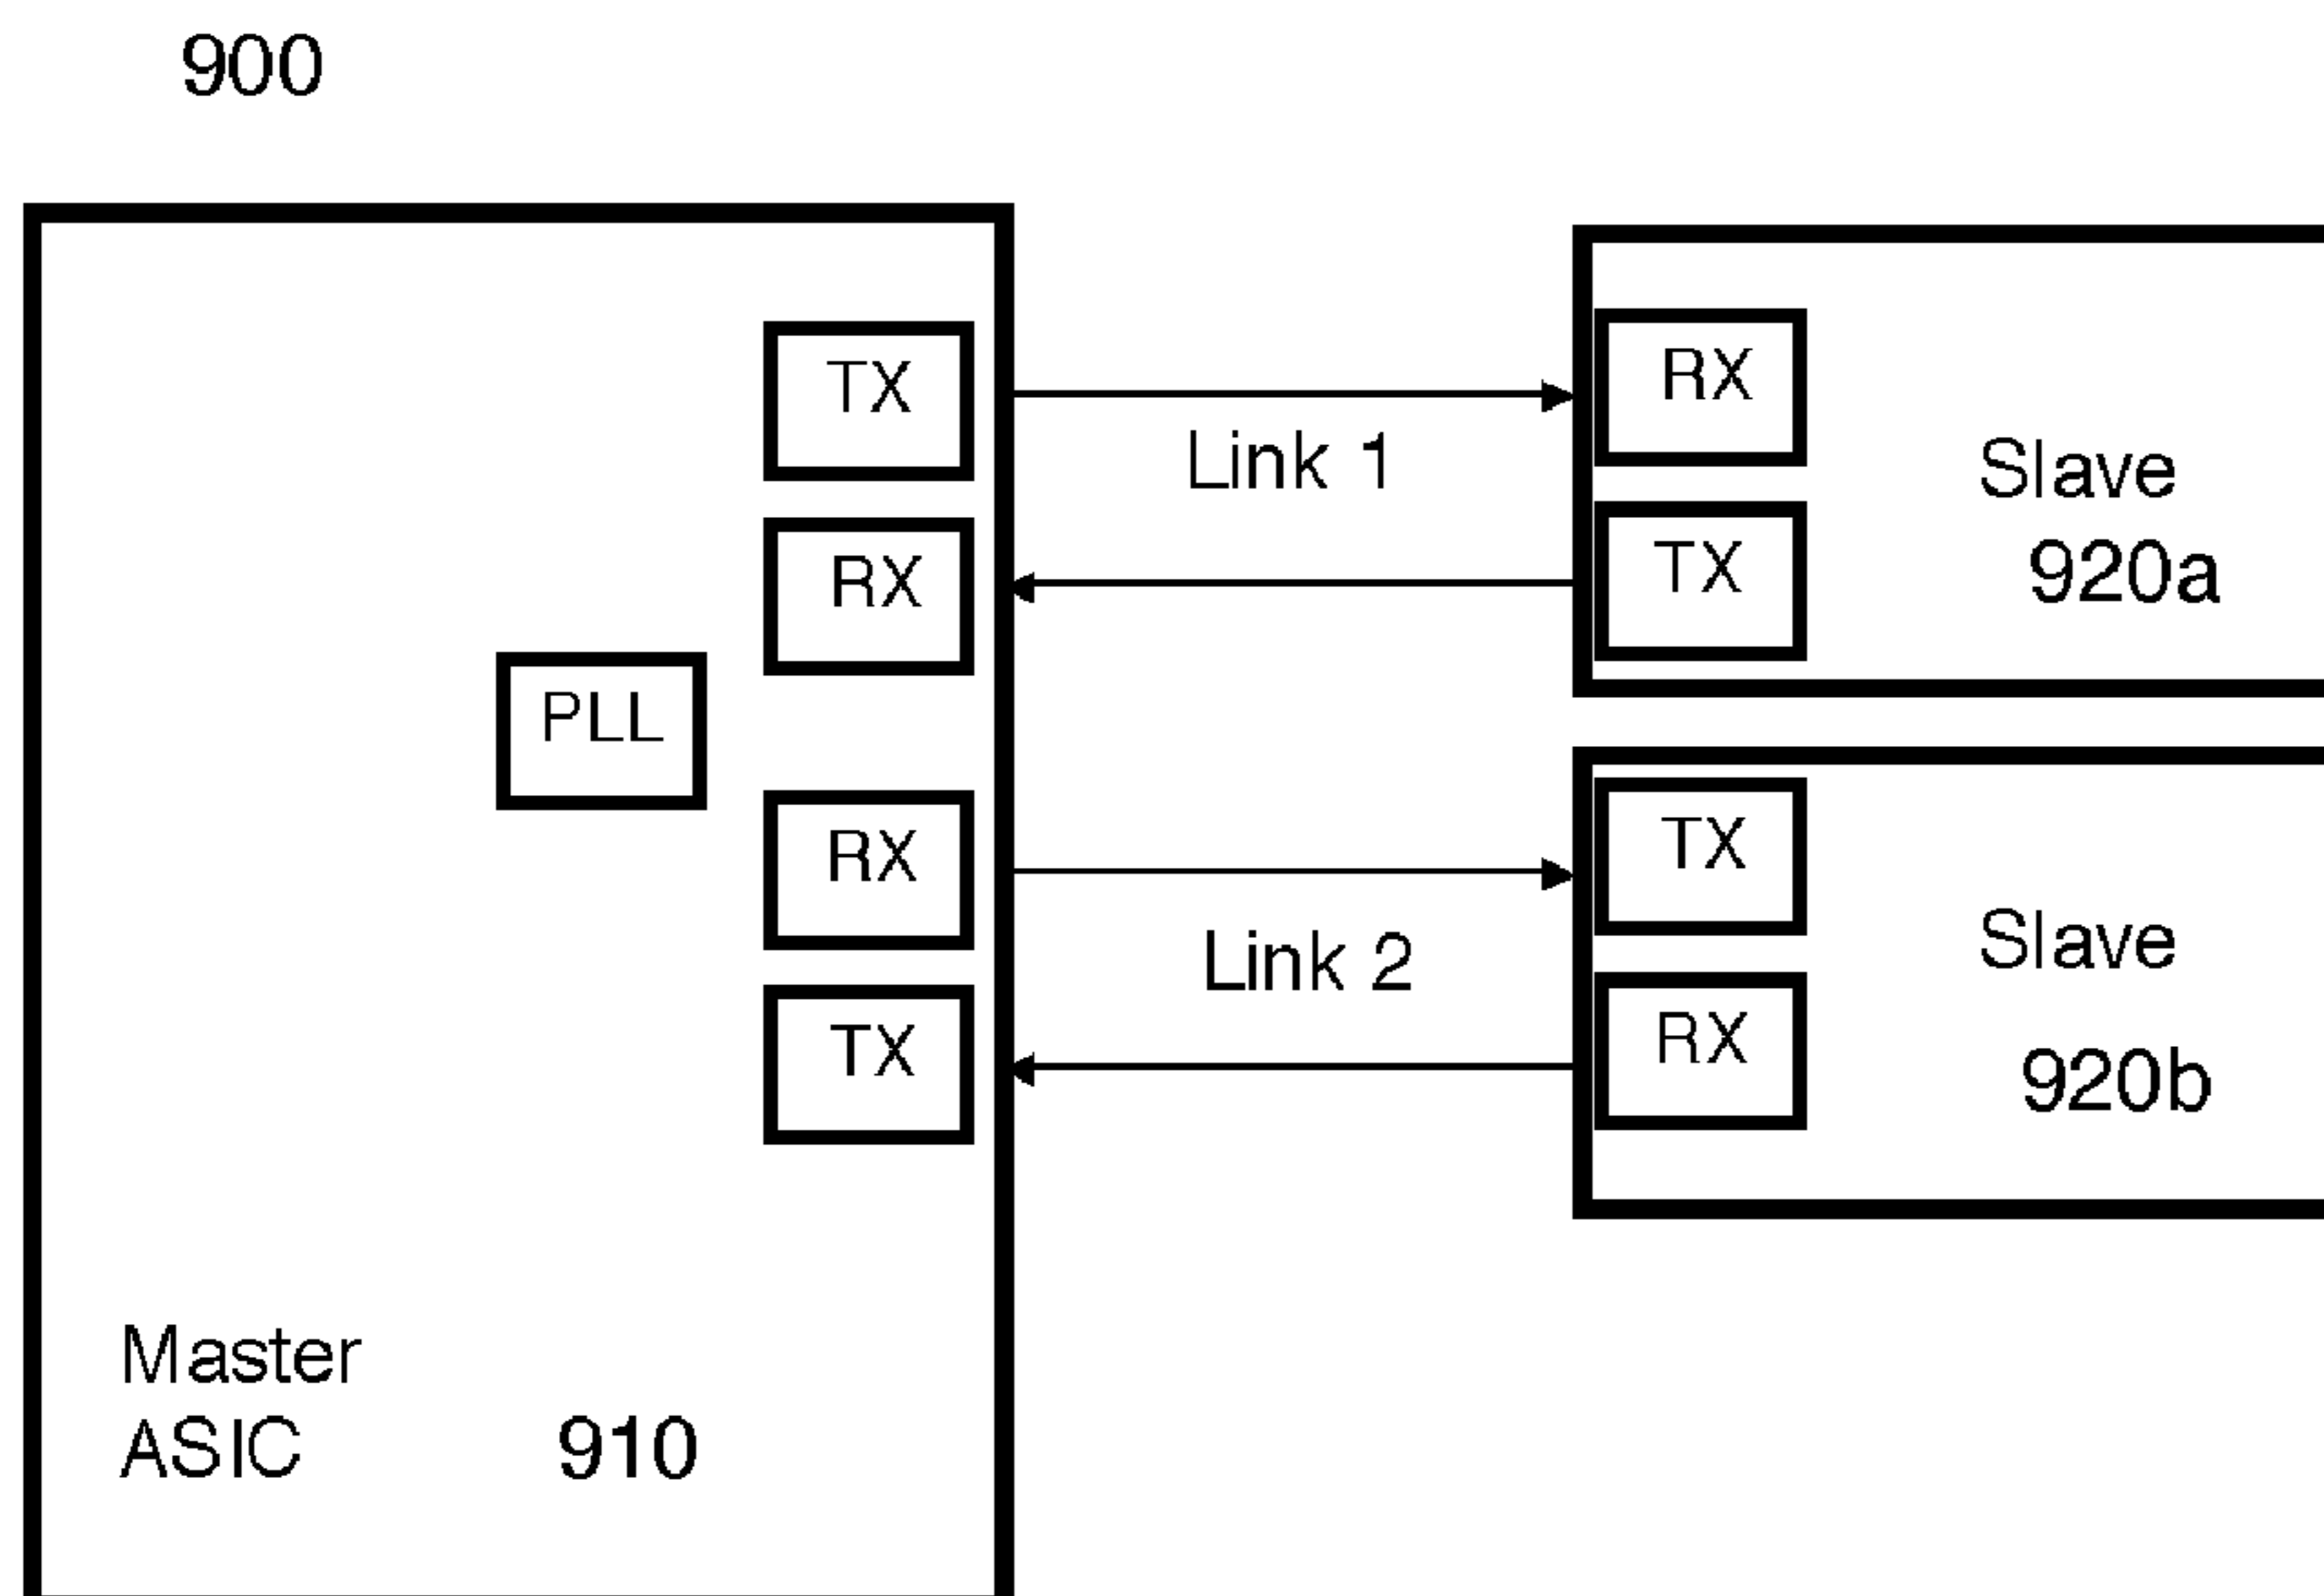 900
TX
RX
Link 1
RX
TX
Slave
920a
PLL
RX
TX
Link 2
TX
RX
Slave
920b
Master
ASIC 910